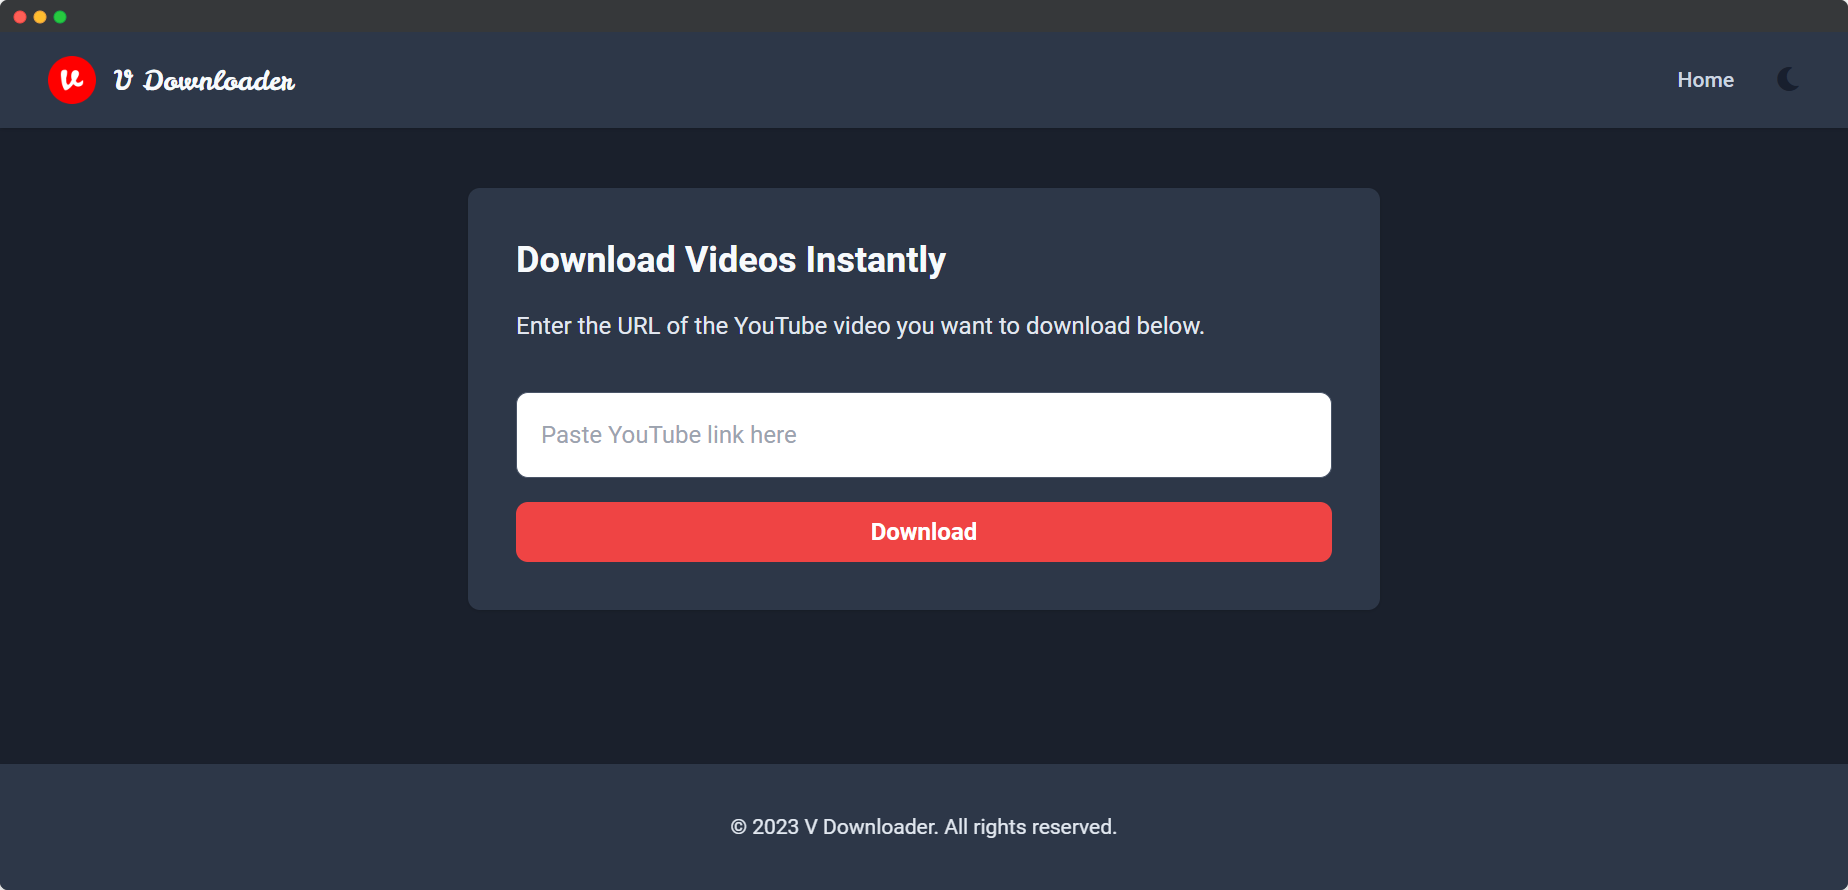 V V Downloader
Home
Download Videos Instantly
Enter the URL of the YouTube video you want to download below.
Paste YouTube link here
Download
© 2023 V Downloader. All rights reserved.